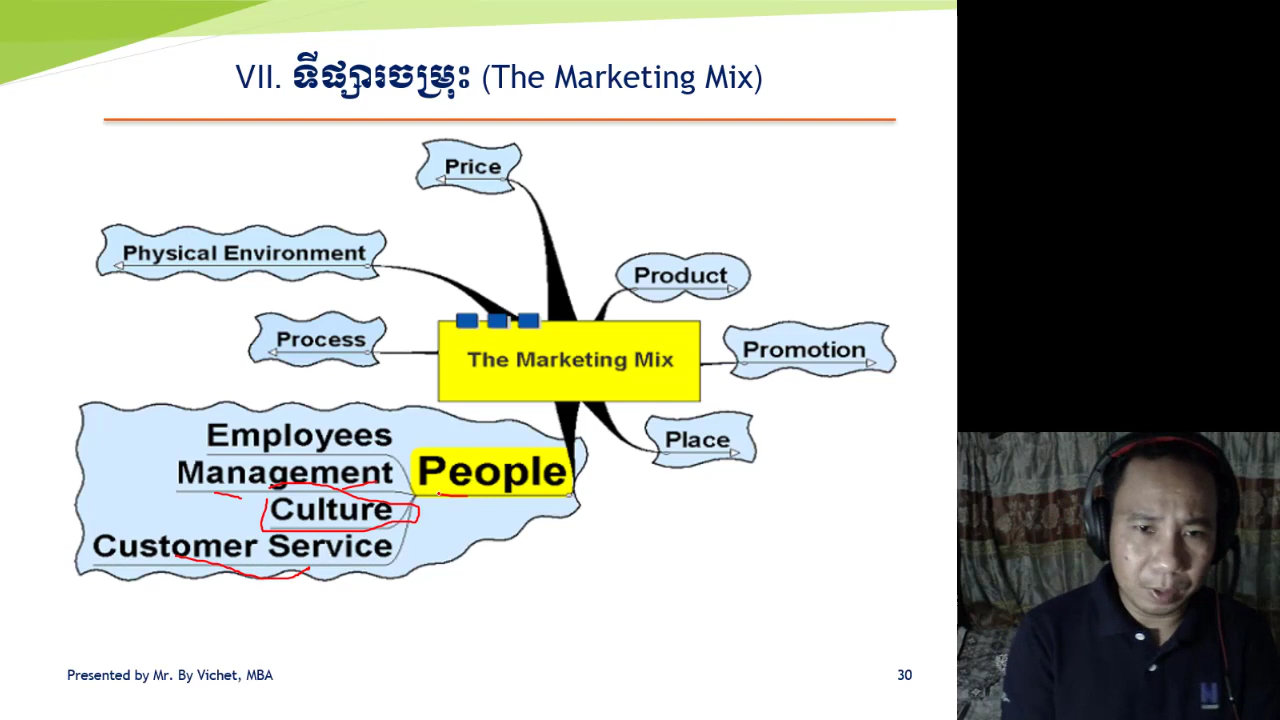 VII. ទីផ្សារចម្រុះ (The Marketing Mix)
Price
Physical Environment
Product
Process
The Marketing Mix
Promotion
Employees
Management
Culture
Customer Service
People
Place
Presented by Mr. By Vichet, MBA
30